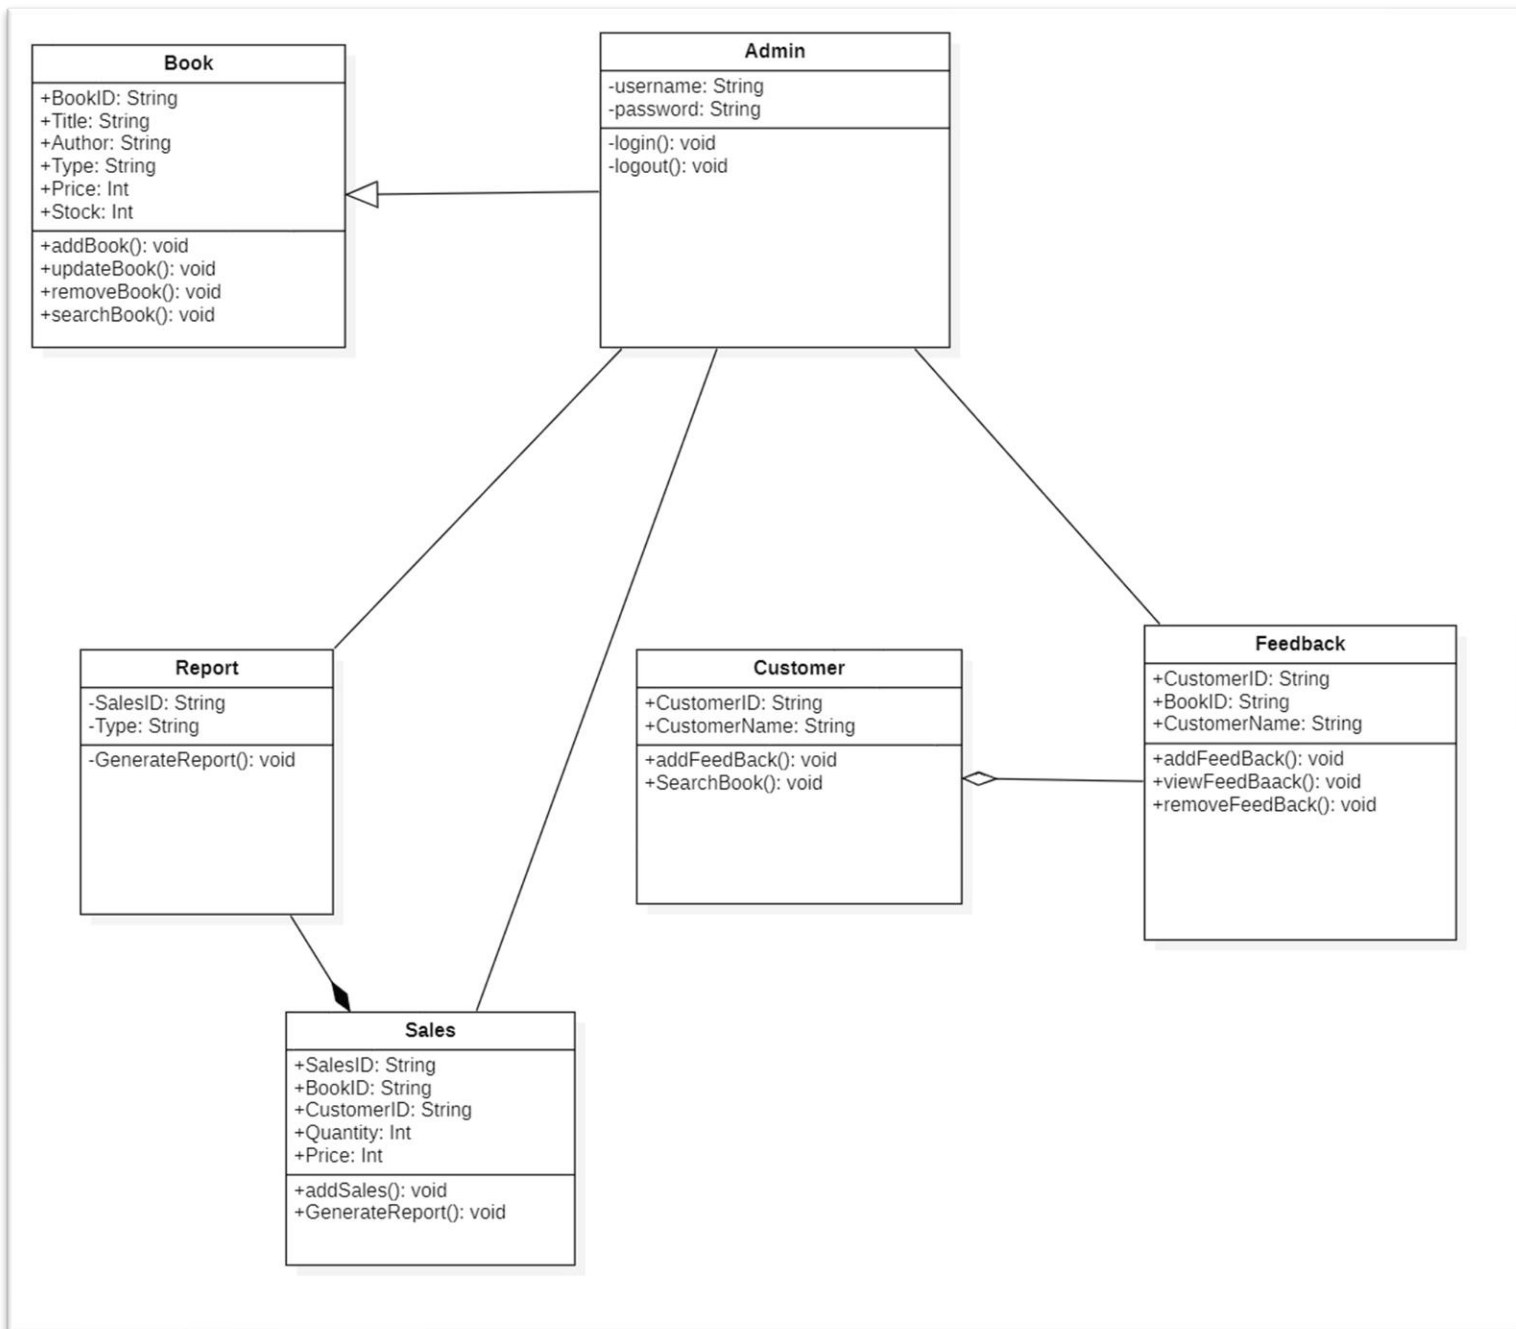 Book
+BookID: String
+Title: String
+Author: String
+Type: String
+Price: Int
+Stock: Int
+addBook(): void
+updateBook(): void
+removeBook(): void
+searchBook(): void
Admin
-username: String
-password: String
-login(): void
-logout(): void
Report
-SalesID: String
-Type: String
-GenerateReport(): void
Customer
+CustomerID: String
+CustomerName: String
+addFeedBack(): void
+SearchBook(): void
Feedback
+CustomerID: String
+BookID: String
+CustomerName: String
+addFeedBack(): void
+viewFeedBaack(): void
+removeFeedBack(): void
Sales
+SalesID: String
+BookID: String
+CustomerID: String
+Quantity: Int
+Price: Int
+addSales(): void
+GenerateReport(): void